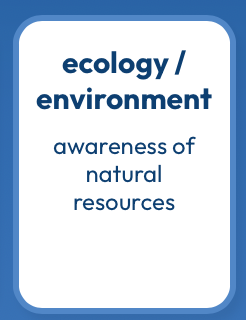 ecology /
environment
awareness of
natural
resources